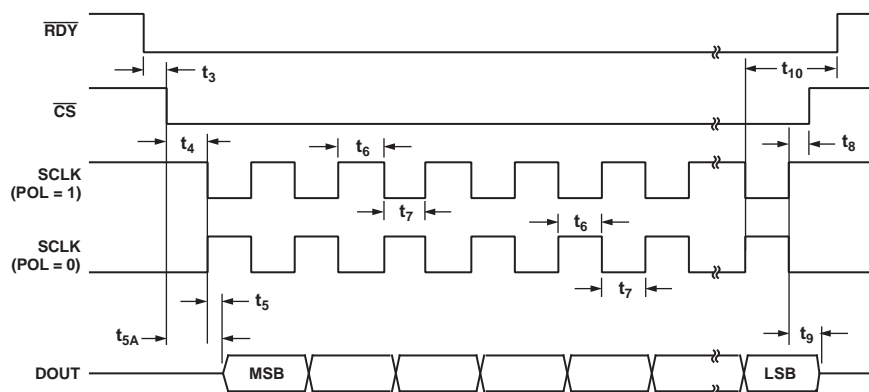 RDY
t3
t10
CS
t4
t6
t8
SCLK
(POL = 1)
t7
t6
SCLK
(POL = 0)
t7
t5
t5A
t9
DOUT
MSB
LSB